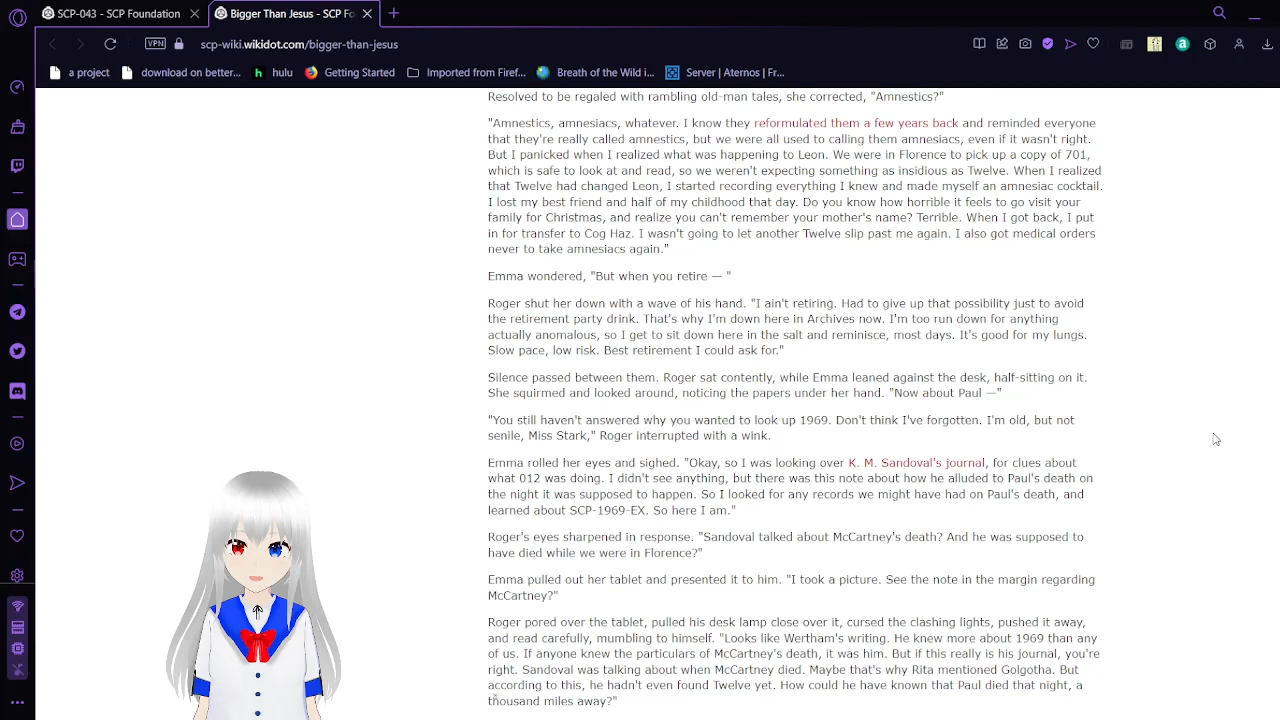 SCP-043 - SCP Foundation
Bigger Than Jesus - SCP Fo
VPN
scp-wiki.wikidot.com/bigger-than-jesus
a
a project
download on better...
h
hulu
Getting Started
Imported from Firef...
Breath of the Wild i...
Server | Aternos | Fr...
Resolved to be regaled with rambling old-man tales, she corrected, "Amnestics?"
"Amnestics, amnesiacs, whatever. I know they reformulated them a few years back and reminded everyone
that they're really called amnestics, but we were all used to calling them amnesiacs, even if it wasn't right.
But I panicked when I realized what was happening to Leon. We were in Florence to pick up a copy of 701,
which is safe to look at and read, so we weren't expecting something as insidious as Twelve. When I realized
that Twelve had changed Leon, I started recording everything I knew and made myself an amnesiac cocktail.
I lost my best friend and half of my childhood that day. Do you know how horrible it feels to go visit your
family for Christmas, and realize you can't remember your mother's name? Terrible. When I got back, I put
in for transfer to Cog Haz. I wasn't going to let another Twelve slip past me again. I also got medical orders
never to take amnesiacs again."
Emma wondered, "But when you retire — "
Roger shut her down with a wave of his hand. "I ain't retiring. Had to give up that possibility just to avoid
the retirement party drink. That's why I'm down here in Archives now. I'm too run down for anything
actually anomalous, so I get to sit down here in the salt and reminisce, most days. It's good for my lungs.
Slow pace, low risk. Best retirement I could ask for."
Silence passed between them. Roger sat contently, while Emma leaned against the desk, half-sitting on it.
She squirmed and looked around, noticing the papers under her hand. "Now about Paul —"
"You still haven't answered why you wanted to look up 1969. Don't think I've forgotten. I'm old, but not
senile, Miss Stark," Roger interrupted with a wink.
Emma rolled her eyes and sighed. "Okay, so I was looking over K. M. Sandoval's journal, for clues about
what 012 was doing. I didn't see anything, but there was this note about how he alluded to Paul's death on
the night it was supposed to happen. So I looked for any records we might have had on Paul's death, and
learned about SCP-1969-EX. So here I am."
Roger's eyes sharpened in response. "Sandoval talked about McCartney's death? And he was supposed to
have died while we were in Florence?"
Emma pulled out her tablet and presented it to him. "I took a picture. See the note in the margin regarding
McCartney?"
Roger pored over the tablet, pulled his desk lamp close over it, cursed the clashing lights, pushed it away,
and read carefully, mumbling to himself. "Looks like Wertham's writing. He knew more about 1969 than any
of us. If anyone knew the particulars of McCartney's death, it was him. But if this really is his journal, you're
right. Sandoval was talking about when McCartney died. Maybe that's why Rita mentioned Golgotha. But
according to this, he hadn't even found Twelve yet. How could he have known that Paul died that night, a
thousand miles away?"